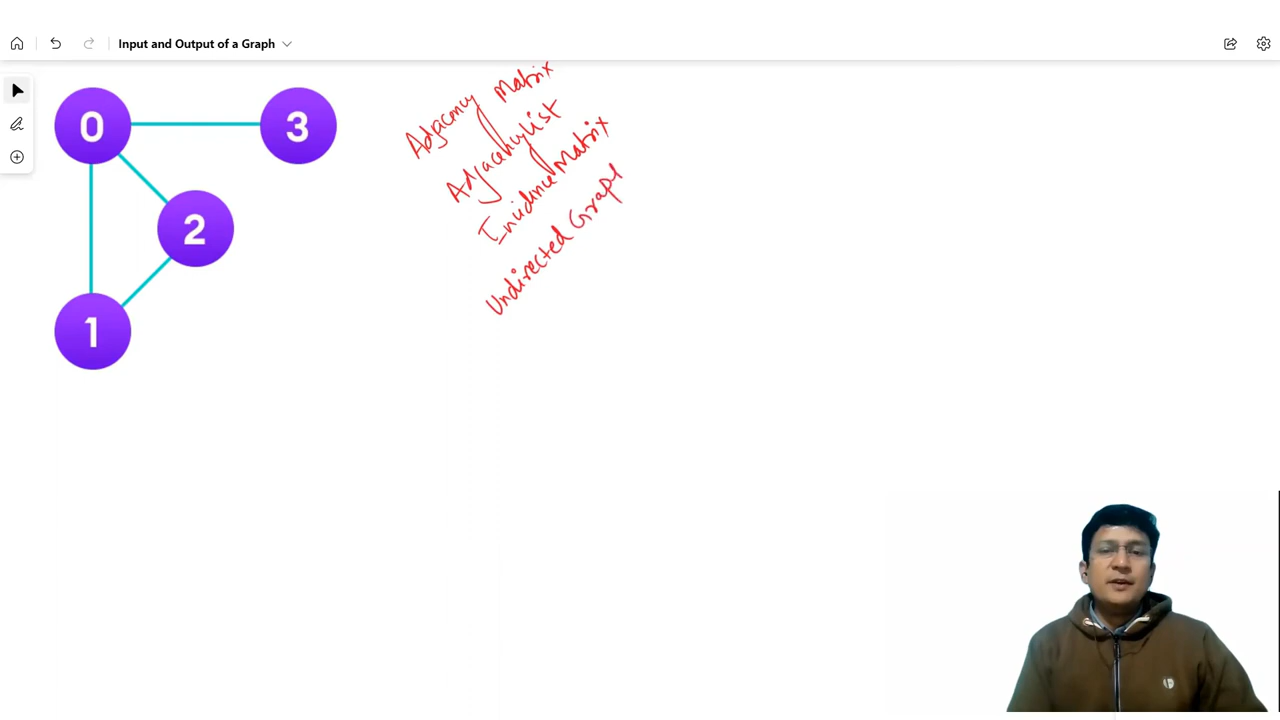 Input and Output of a Graph
0
3
2
1
Adjacency Matrix
Adjacency List
Incidence Matrix
Undirected Graph